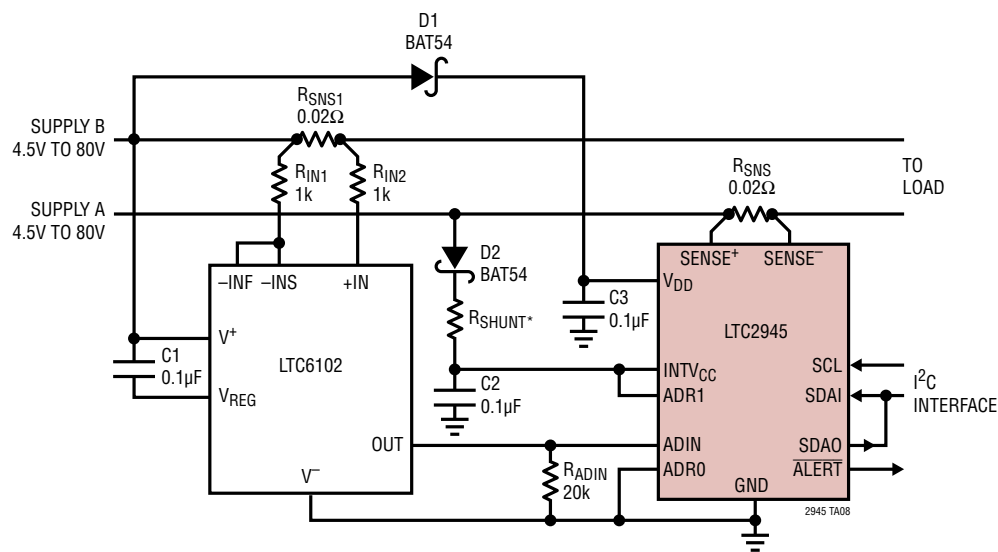 D1
BAT54
RSNS1
0.02Ω
SUPPLY B
4.5V TO 80V
RIN1
1k
RIN2
1k
RSNS
0.02Ω
TO
LOAD
SUPPLY A
4.5V TO 80V
D2
BAT54
–INF
–INS
+IN
SENSE+
SENSE–
VDD
C3
0.1µF
RSHUNT*
LTC2945
V+
C1
0.1µF
LTC6102
VREG
INTVCC
ADR1
C2
0.1µF
SCL
SDAI
I2C
INTERFACE
OUT
ADIN
SDAO
RADIN
20k
ADR0
ALERT
V–
GND
2945 TA08